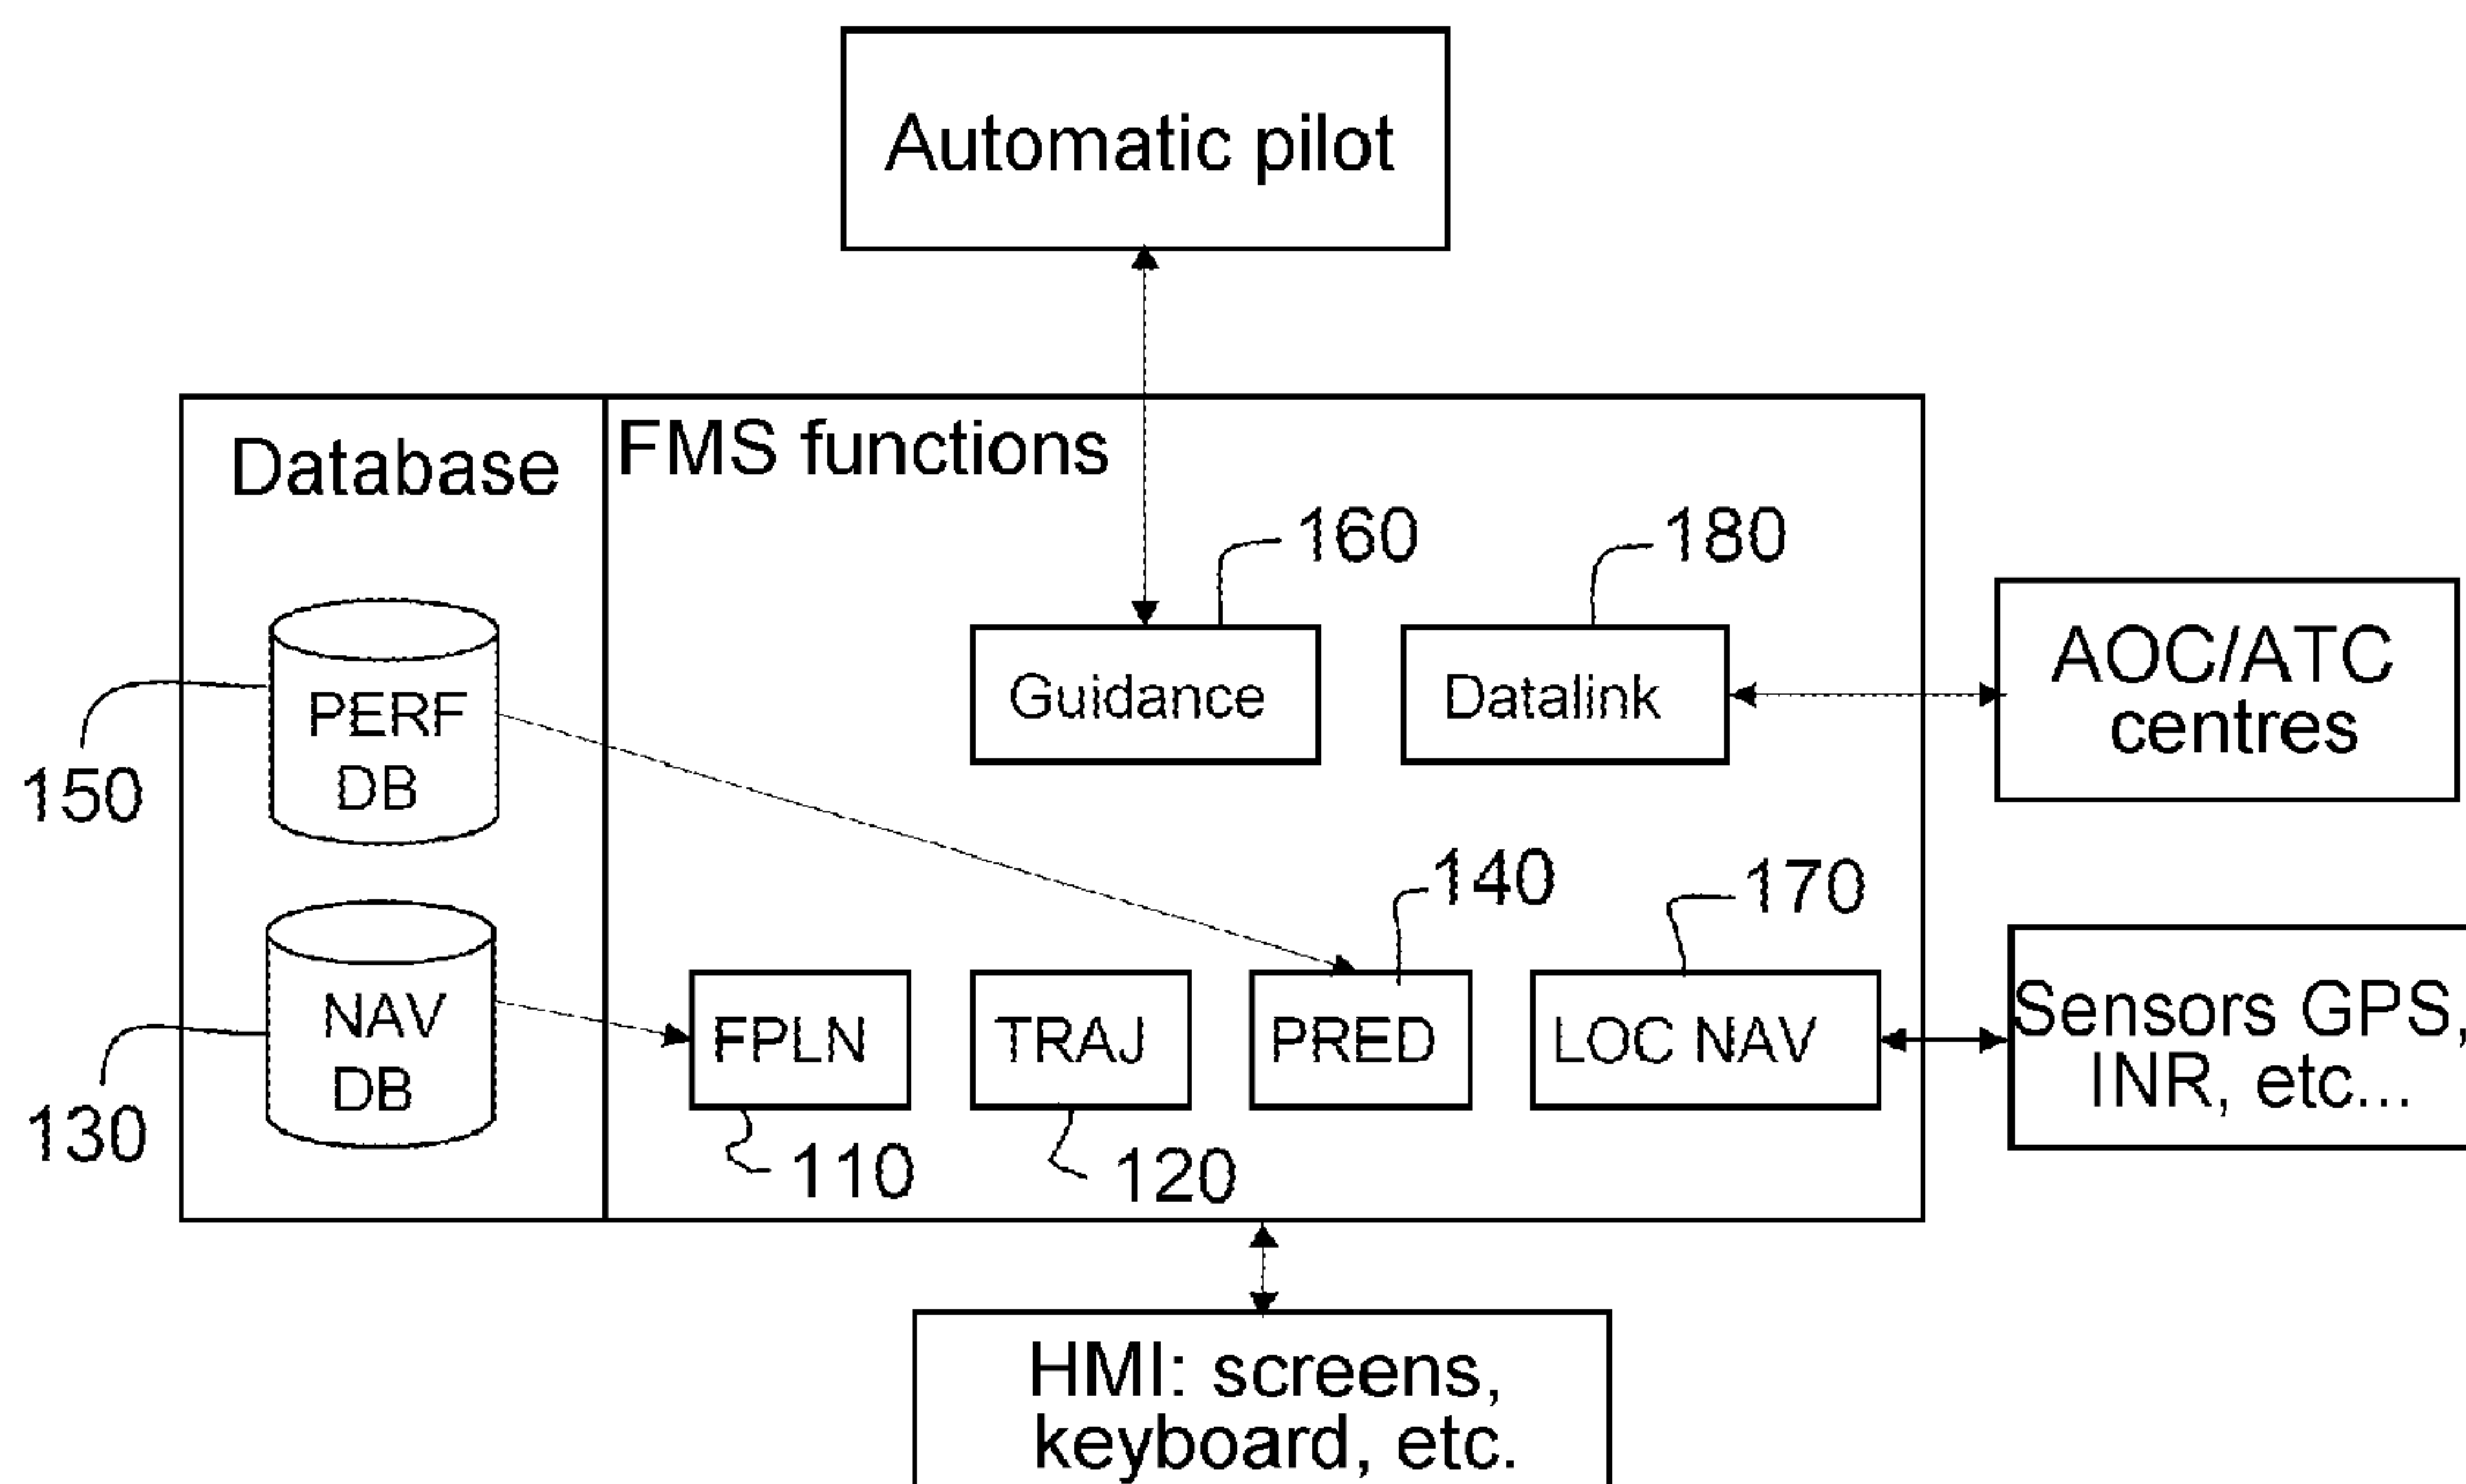 Automatic pilot
Database
FMS functions
160
180
Guidance
Datalink
AOC/ATC
centres
PERF
DB
150
140
170
NAV
DB
130
FPLN
TRAJ
PRED
LOC NAV
Sensors GPS,
INR, etc...
110
120
HMI: screens,
keyboard, etc.